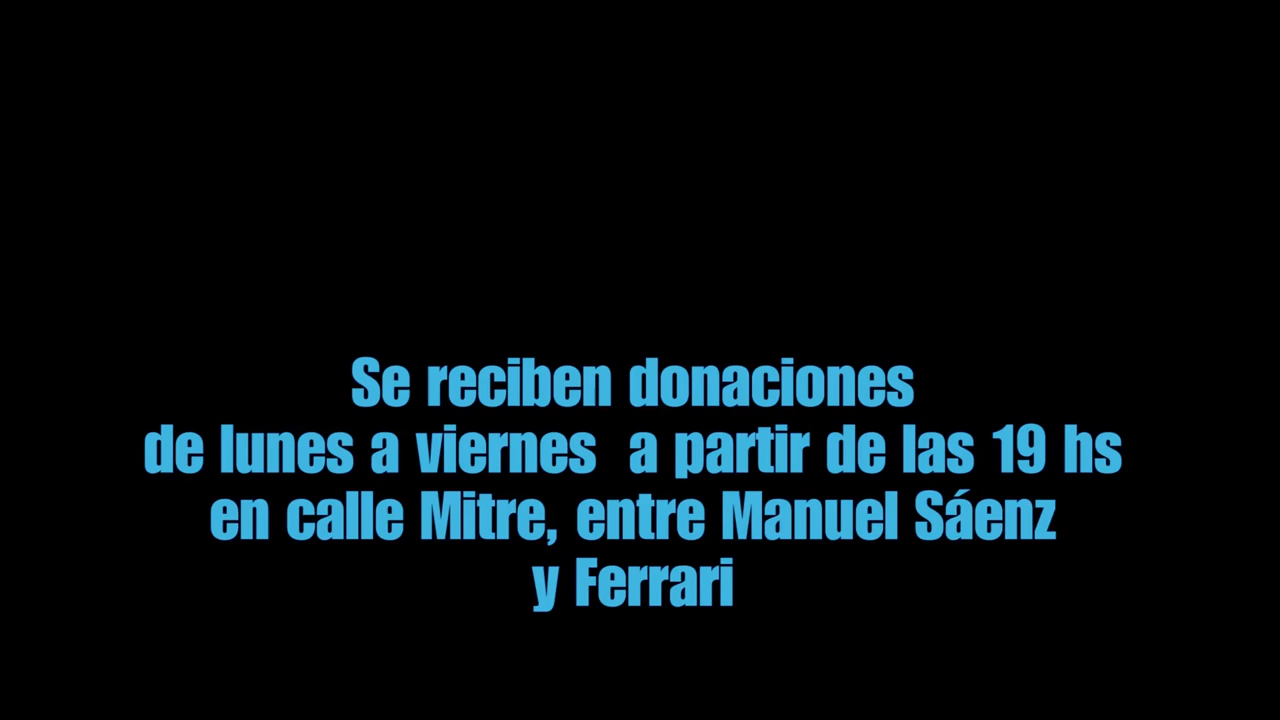 Se reciben donaciones
de lunes a viernes  a partir de las 19 hs
en calle Mitre, entre Manuel Sáenz
y Ferrari